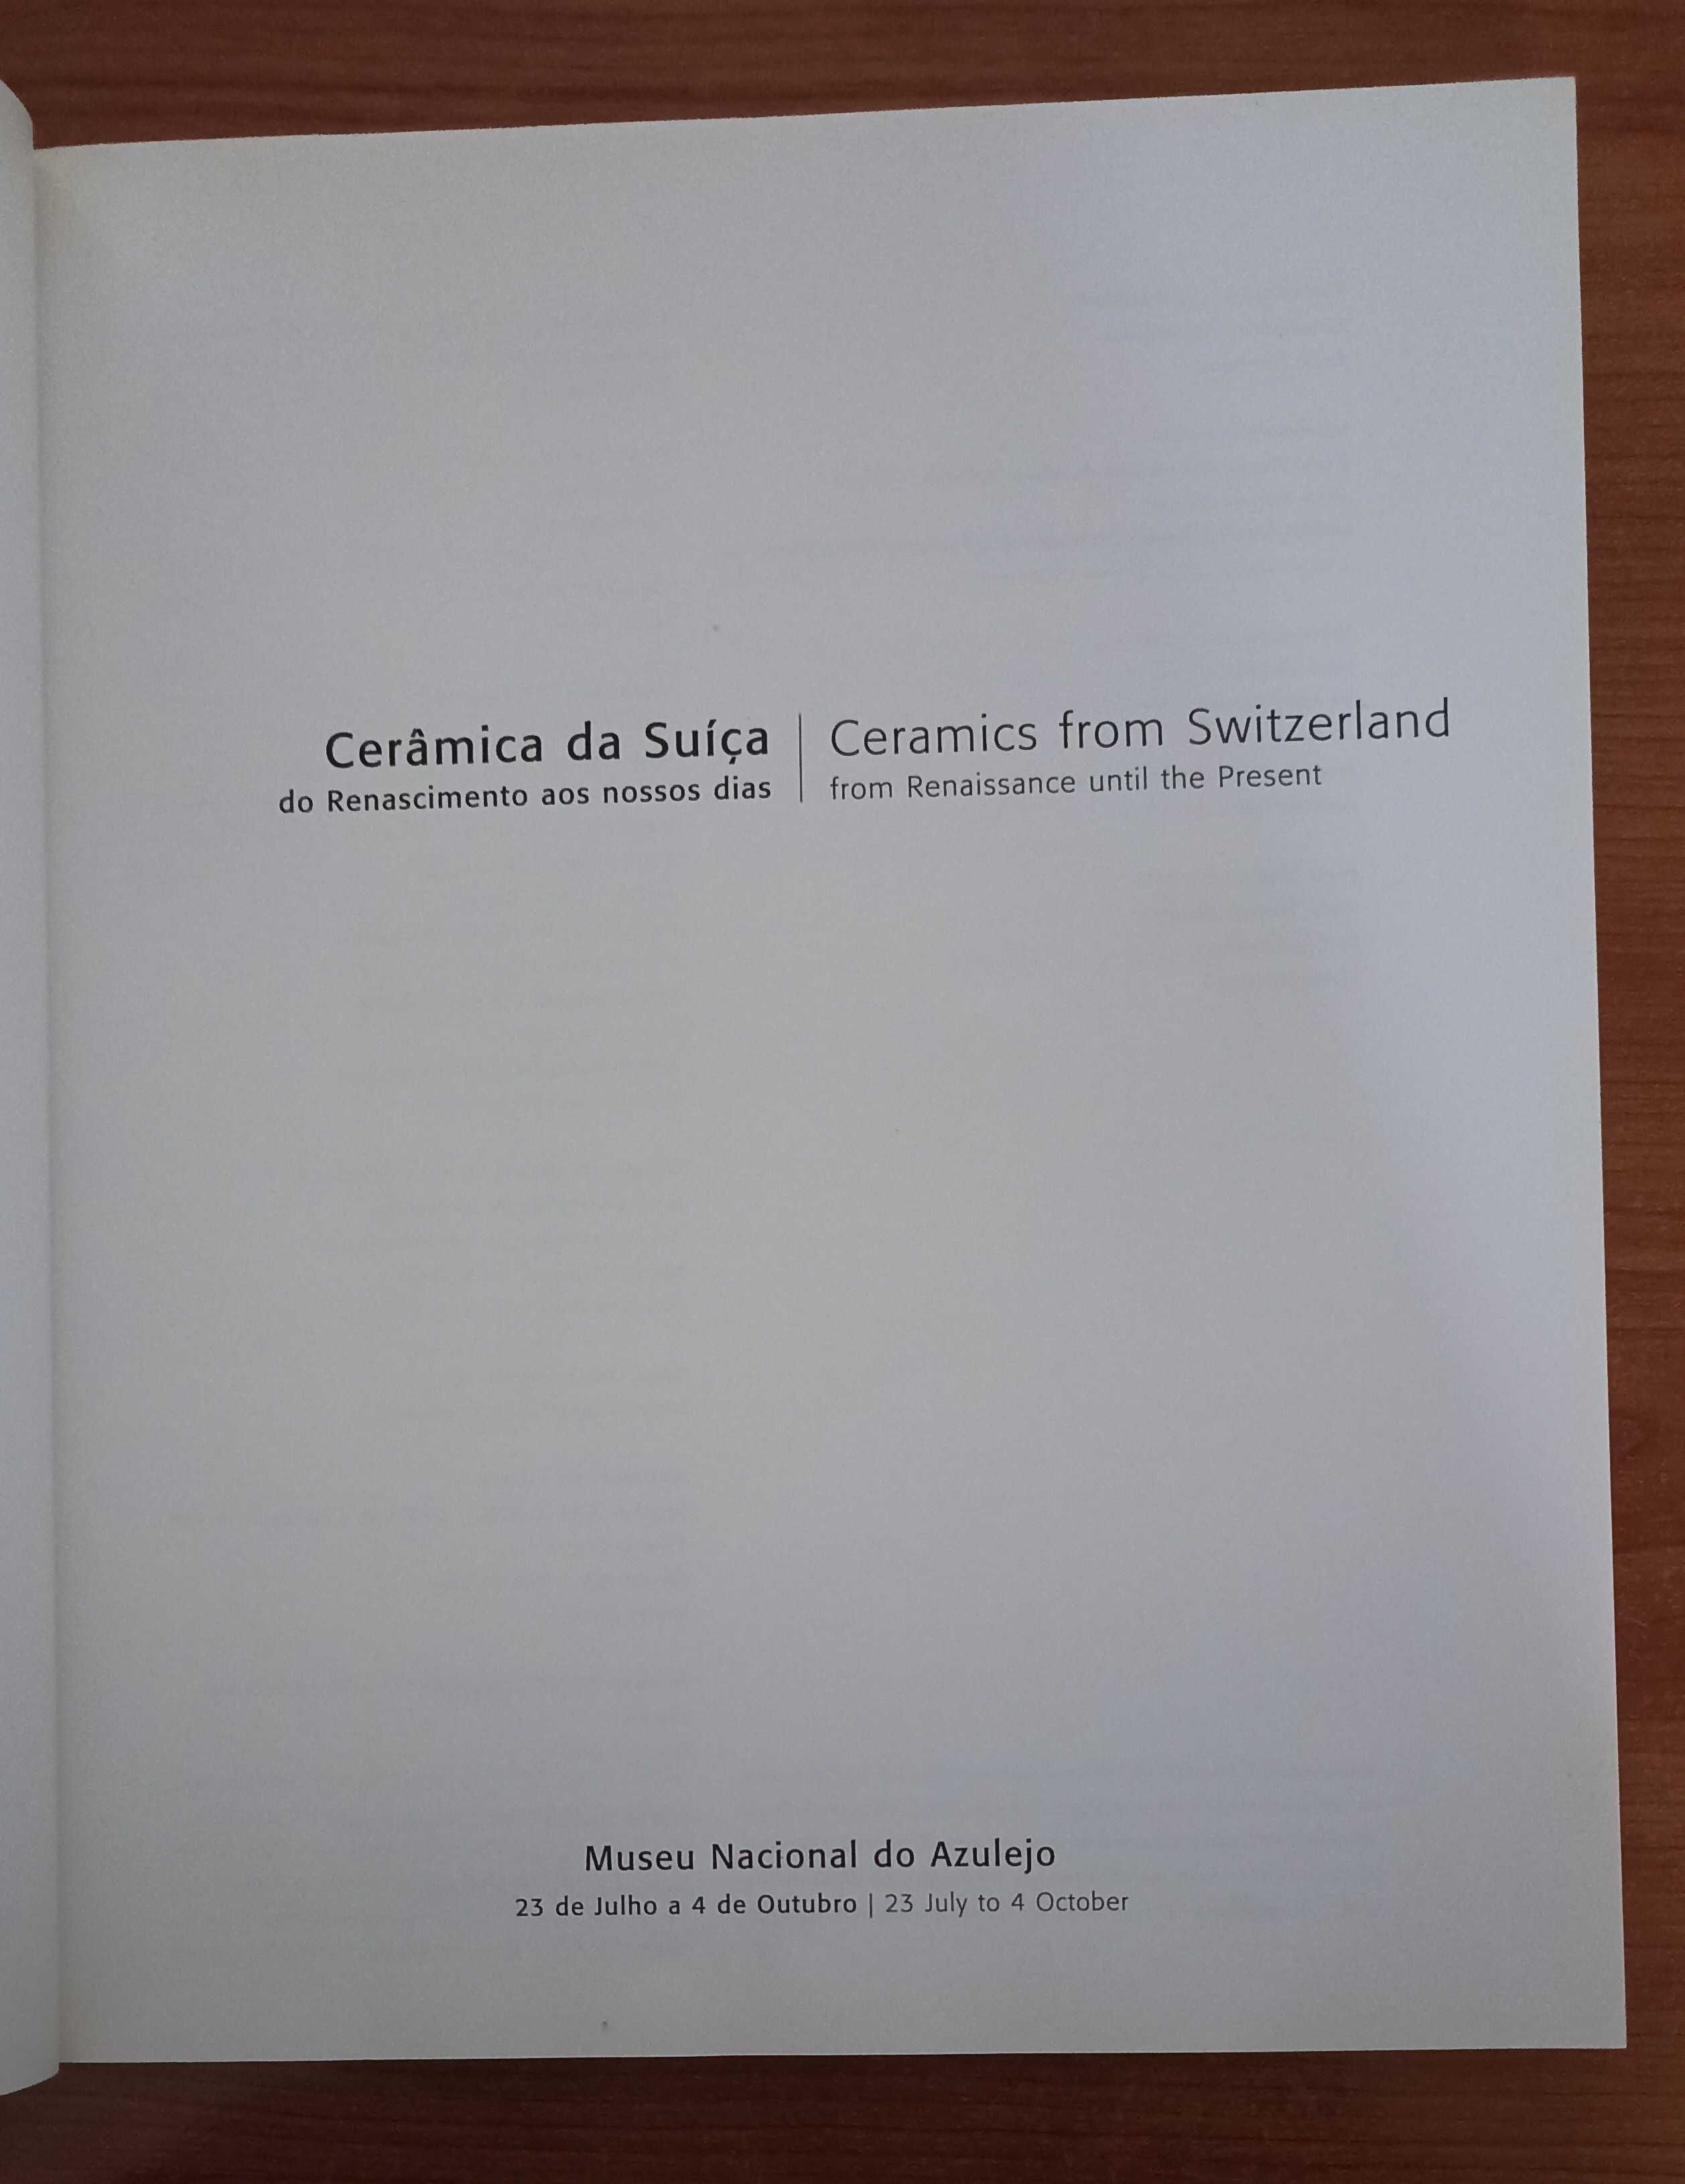 Cerâmica da Suíça
do Renascimento aos nossos dias
Ceramics from Switzerland
from Renaissance until the Present
Museu Nacional do Azulejo
23 de Julho a 4 de Outubro | 23 July to 4 October